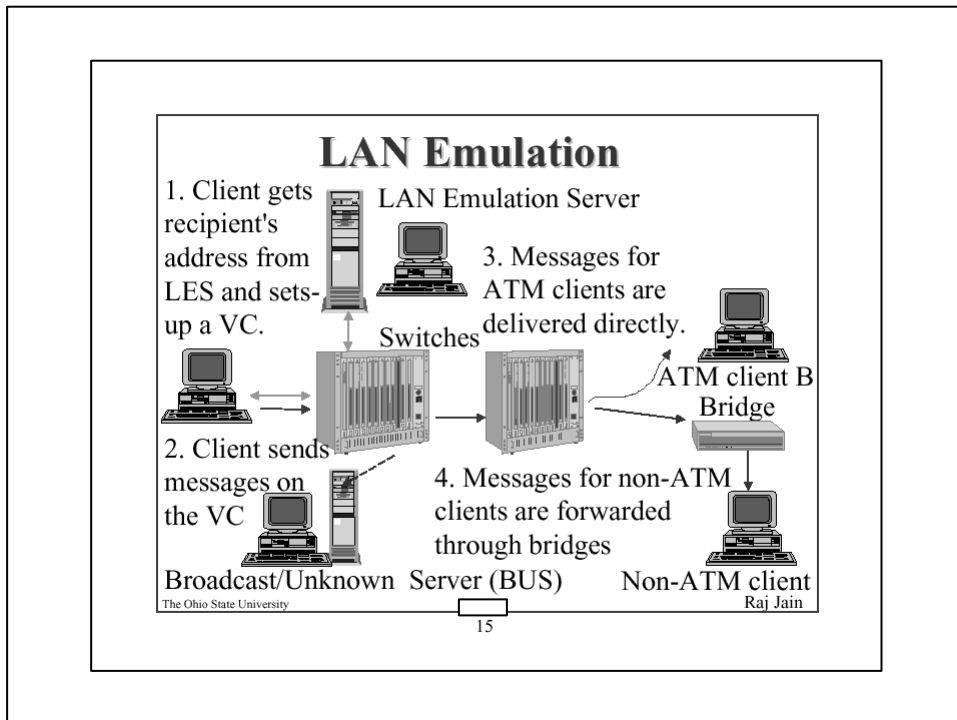 LAN Emulation
1. Client gets
recipient's
address from
LES and sets-
up a VC.
LAN Emulation Server
3. Messages for
ATM clients are
delivered directly.
Switches
ATM client B
Bridge
2. Client sends
messages on
the VC
4. Messages for non-ATM
clients are forwarded
through bridges
Broadcast/Unknown Server (BUS)
Non-ATM client
The Ohio State University
Raj Jain
15